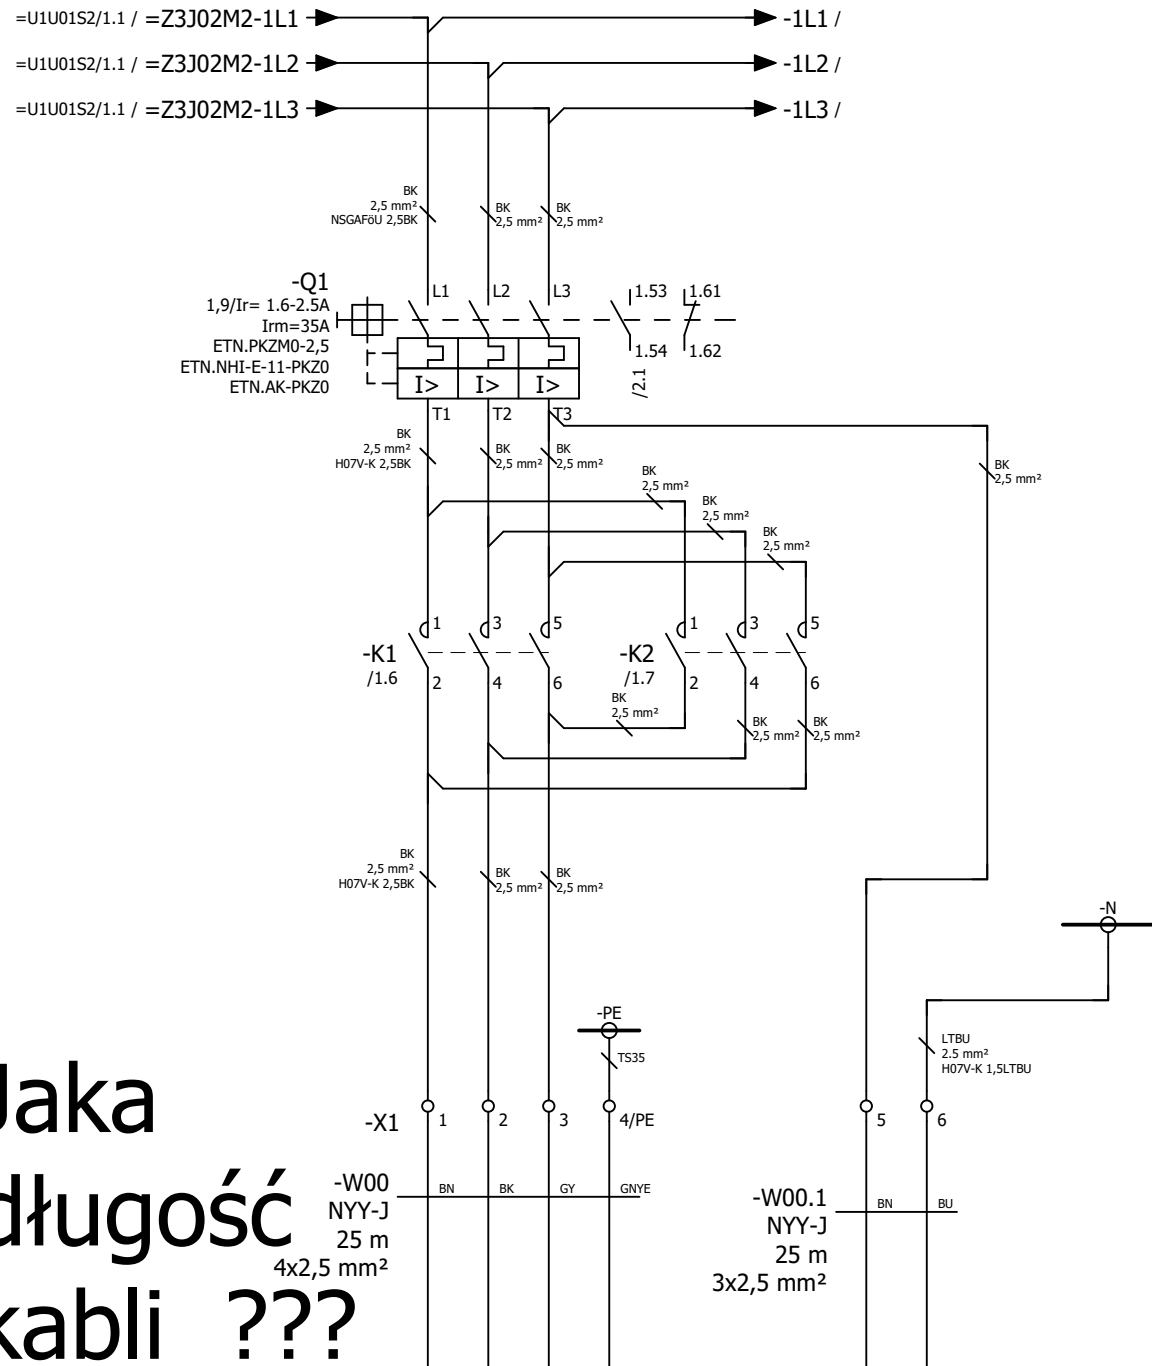 =U1U01S2/1.1 / =Z3J02M2-1L1 -1L1 /
=U1U01S2/1.1 / =Z3J02M2-1L2 -1L2 /
=U1U01S2/1.1 / =Z3J02M2-1L3 -1L3 /
BK
2,5 mm²
NSGAFöU 2,5BK
BK
2,5 mm²
BK
2,5 mm²
-Q1
1,9/Ir= 1.6-2.5A
Irm=35A
ETN.PKZM0-2,5
ETN.NHI-E-11-PKZ0
ETN.AK-PKZ0
L1 L2 L3 1.53 1.61
1.54 1.62
/2.1
I> I> I>
T1 T2 T3
BK
2,5 mm²
H07V-K 2,5BK
BK
2,5 mm²
BK
2,5 mm²
BK
2,5 mm²
BK
2,5 mm²
BK
2,5 mm²
BK
2,5 mm²
-K1
/1.6
1 3 5
2 4 6
-K2
/1.7
1 3 5
2 4 6
BK
2,5 mm²
BK
2,5 mm²
BK
2,5 mm²
BK
2,5 mm²
H07V-K 2,5BK
BK
2,5 mm²
BK
2,5 mm²
-N
-PE
TS35
LTBU
2.5 mm²
H07V-K 1,5LTBU
-X1 1 2 3 4/PE 5 6
-W00
NYY-J
25 m
4x2,5 mm²
BN BK GY GNYE
-W00.1
NYY-J
25 m
3x2,5 mm²
BN BU
Jaka
długość
kabli ???